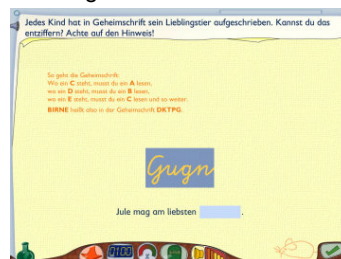 Jedes Kind hat in Geheimschrift sein Lieblingstier aufgeschrieben. Kannst du das
entziffern? Achte auf den Hinweis!
So geht die Geheimschrift:
Wo ein C steht, musst du ein A lesen,
wo ein D steht, musst du ein B lesen,
wo ein E steht, musst du ein C lesen und so weiter.
BIRNE heißt also in der Geheimschrift DKTPG.
Gugn
Jule mag am liebsten .
0100